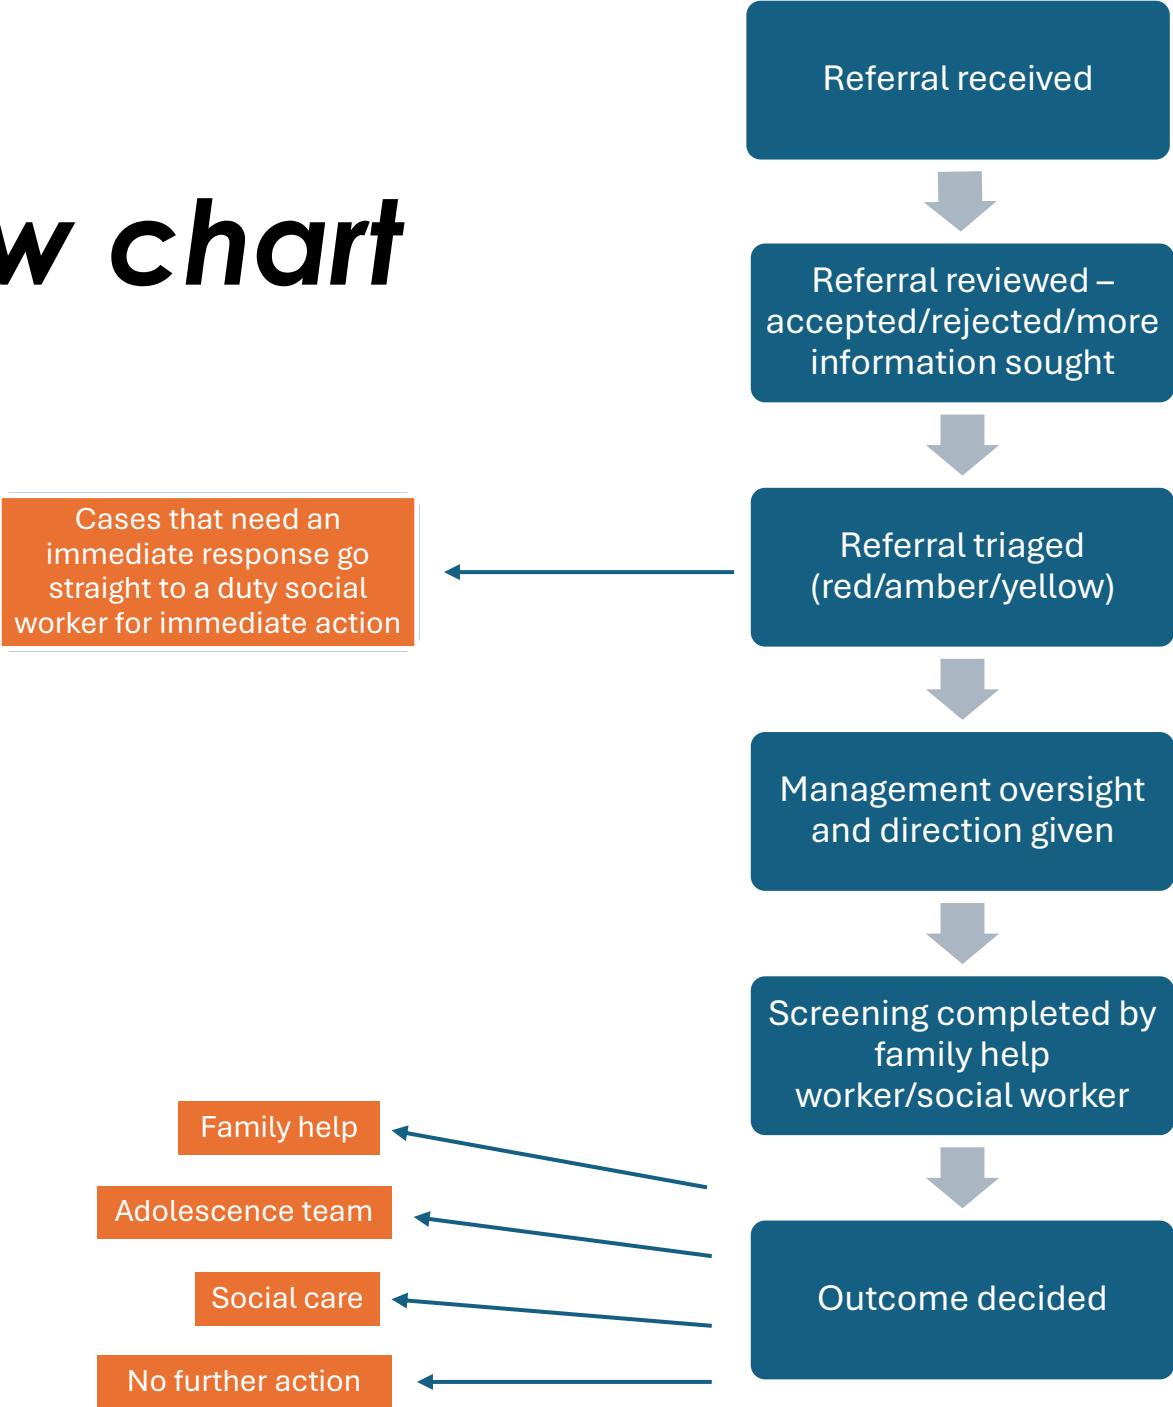 Referral received
w chart
Referral reviewed –
accepted/rejected/more
information sought
Cases that need an
immediate response go
straight to a duty social
worker for immediate action
Referral triaged
(red/amber/yellow)
Management oversight
and direction given
Screening completed by
family help
worker/social worker
Family help
Adolescence team
Social care
No further action
Outcome decided